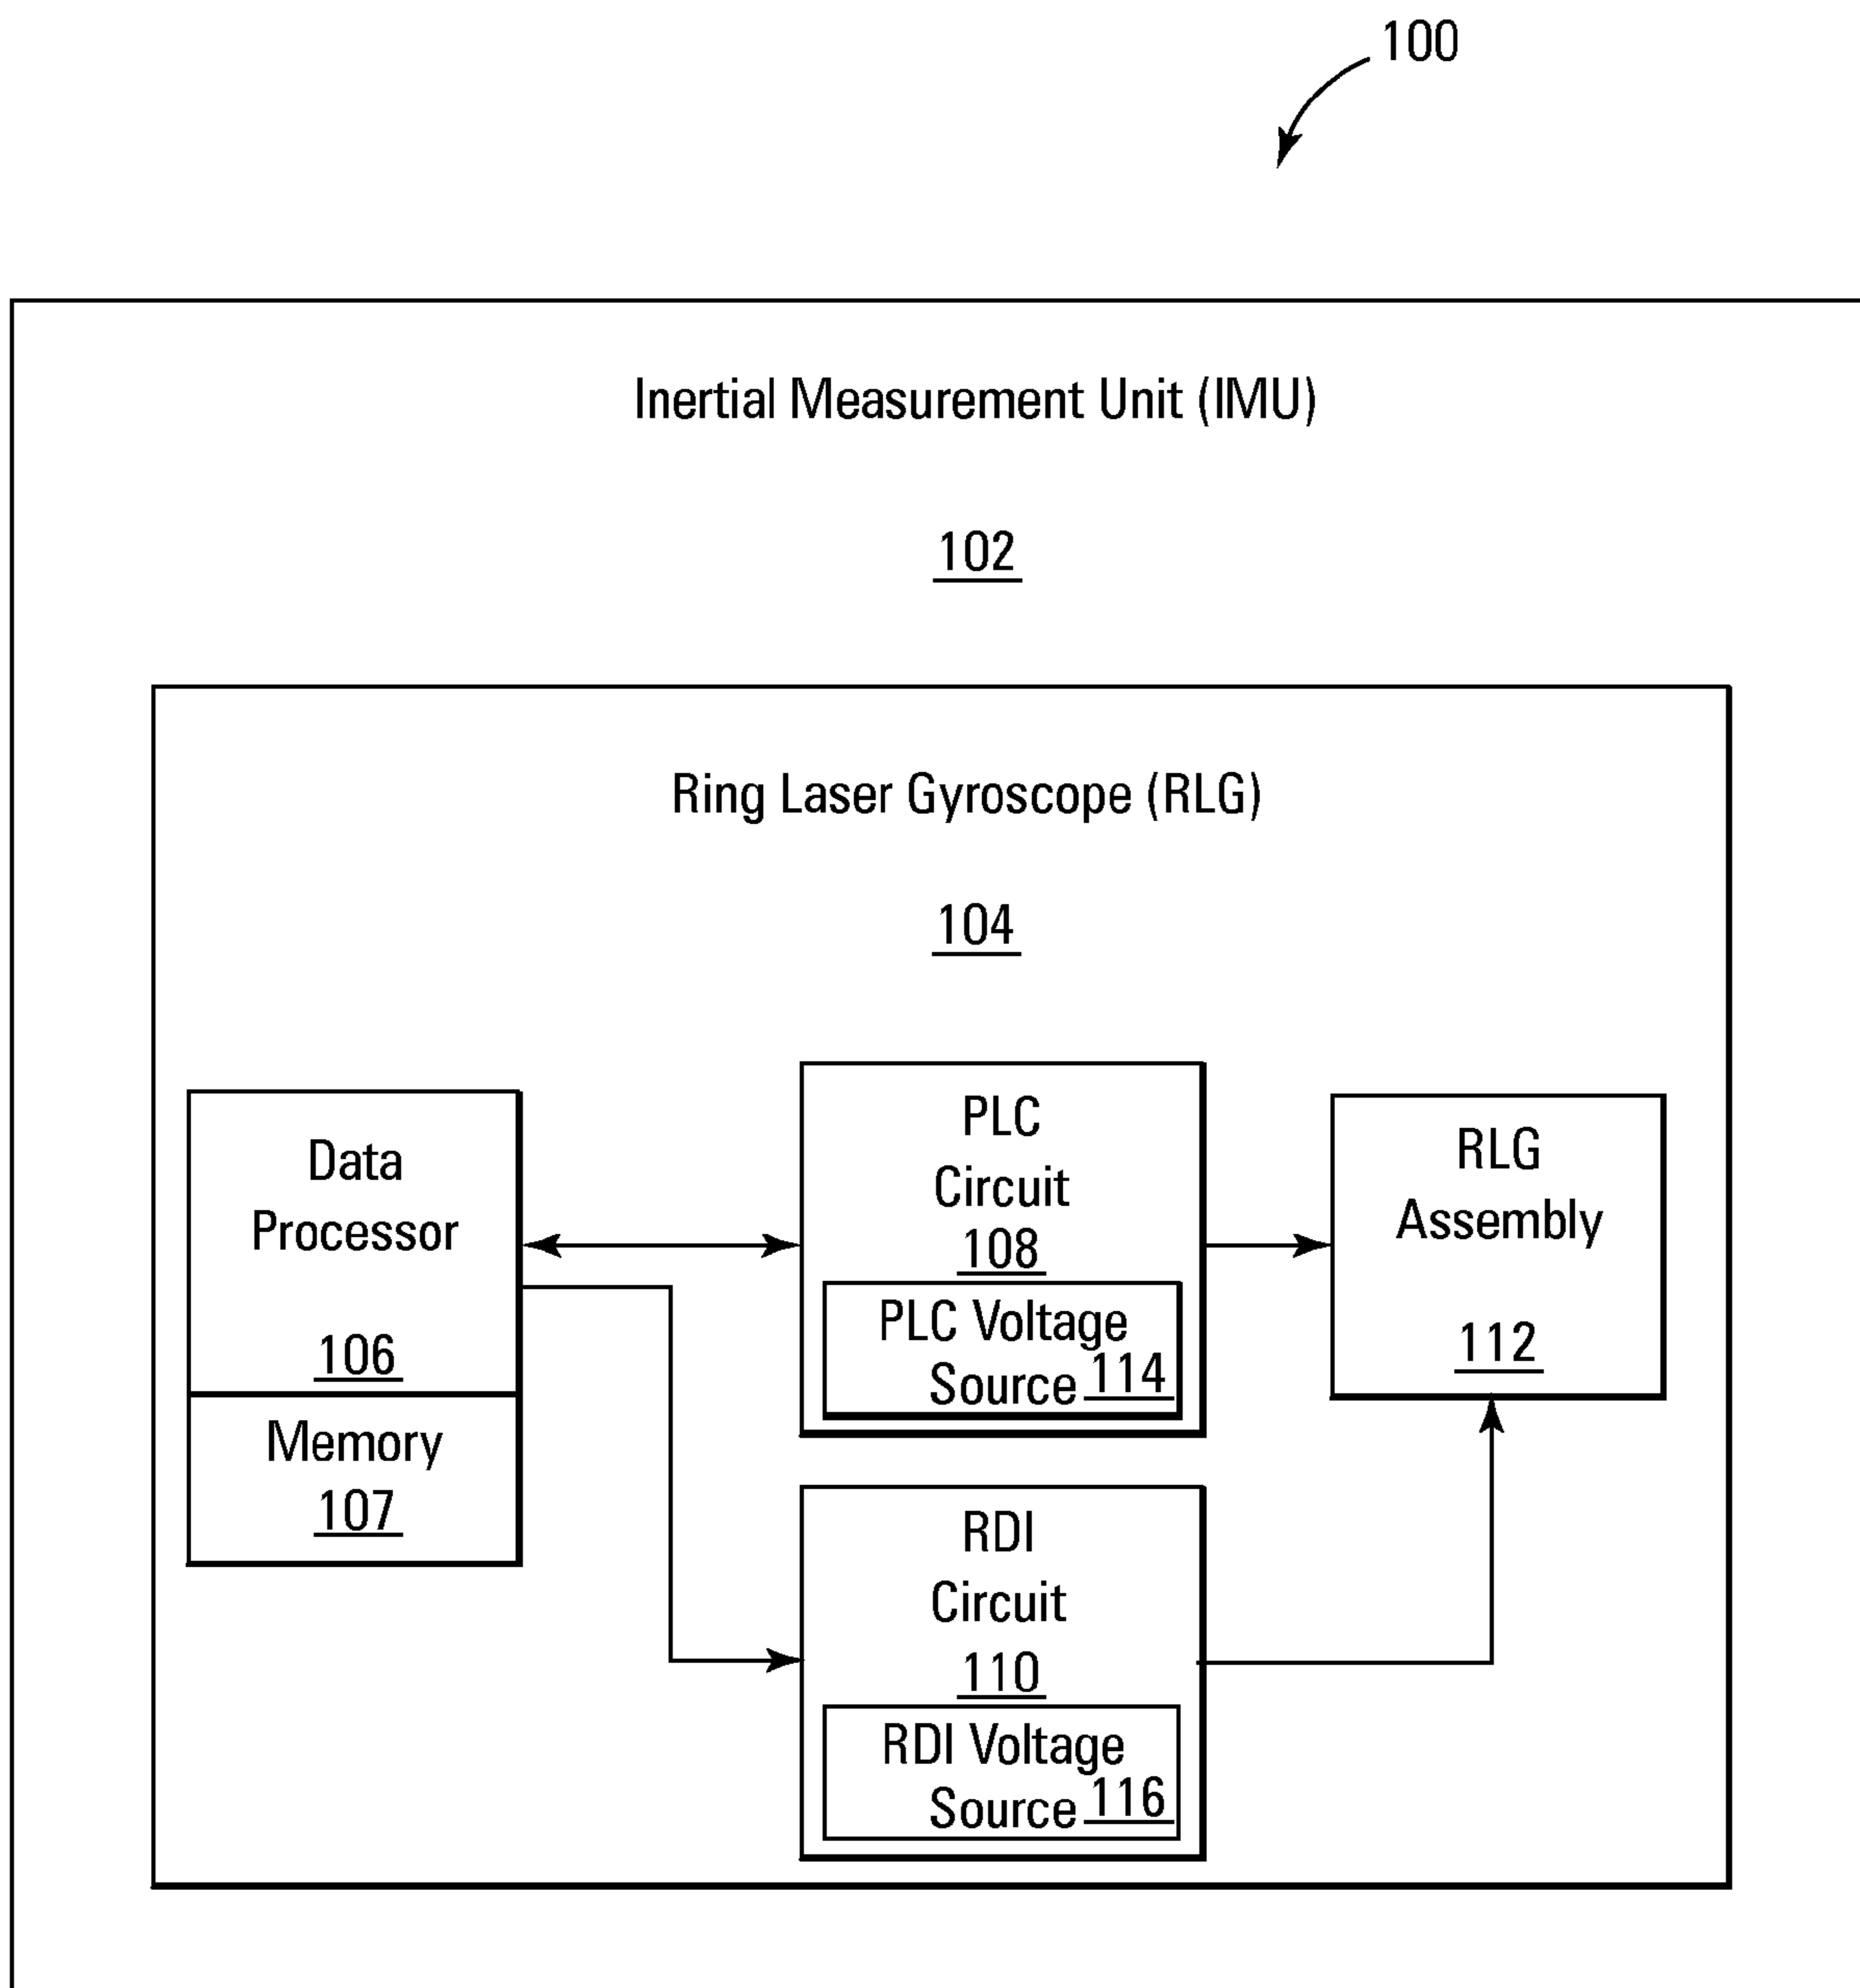 100
Inertial Measurement Unit (IMU)
102
Ring Laser Gyroscope (RLG)
104
Data
Processor
106
Memory
107
PLC
Circuit
108
PLC Voltage
Source 114
RLG
Assembly
112
RDI
Circuit
110
RDI Voltage
Source 116